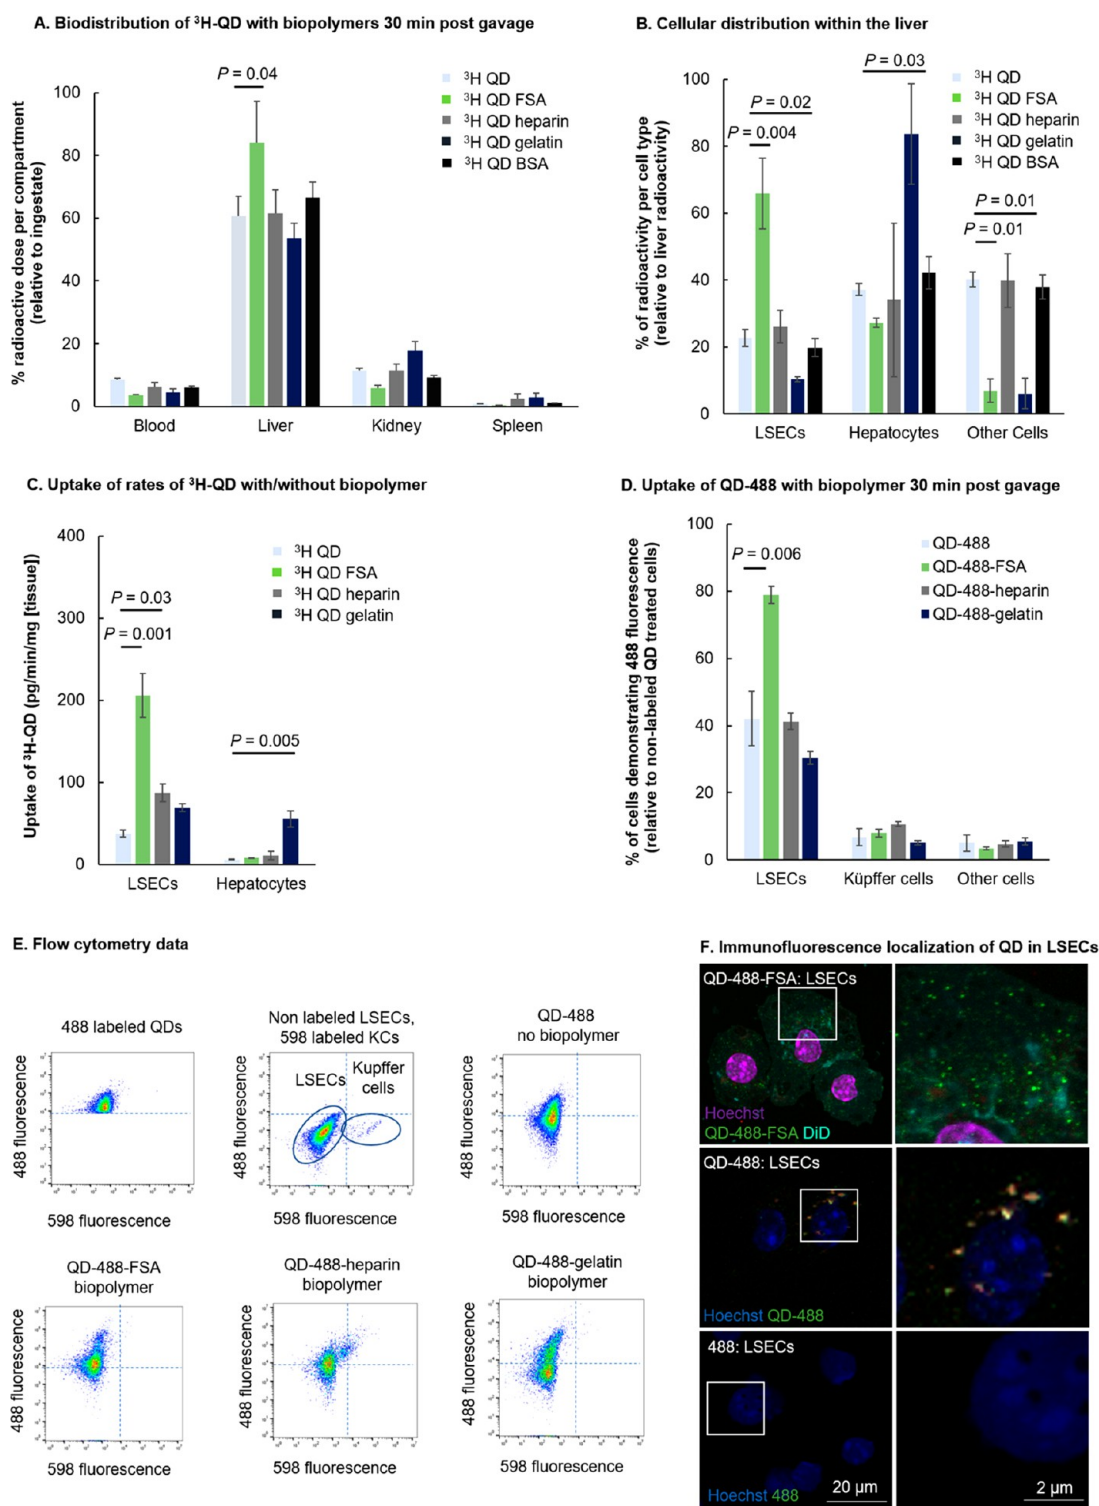 A. Biodistribution of ³H-QD with biopolymers 30 min post gavage
P = 0.04
³H QD
³H QD FSA
³H QD heparin
³H QD gelatin
³H QD BSA
% radioactive dose per compartment
(relative to ingestate)
100
80
60
40
20
0
Blood Liver Kidney Spleen
B. Cellular distribution within the liver
P = 0.03
P = 0.02
P = 0.004
P = 0.01
P = 0.01
³H QD
³H QD FSA
³H QD heparin
³H QD gelatin
³H QD BSA
% of radioactivity per cell type
(relative to liver radioactivity)
100
80
60
40
20
0
LSECs Hepatocytes Other Cells
C. Uptake of rates of ³H-QD with/without biopolymer
³H QD
³H QD FSA
³H QD heparin
³H QD gelatin
P = 0.03
P = 0.001
P = 0.005
Uptake of ³H-QD (pg/min/mg [tissue])
400
300
200
100
0
LSECs Hepatocytes
D. Uptake of QD-488 with biopolymer 30 min post gavage
P = 0.006
QD-488
QD-488-FSA
QD-488-heparin
QD-488-gelatin
% of cells demonstrating 488 fluorescence
(relative to non-labeled QD treated cells)
100
80
60
40
20
0
LSECs Küpffer cells Other cells
E. Flow cytometry data
488 labeled QDs
488 fluorescence
598 fluorescence
Non labeled LSECs,
598 labeled KCs
LSECs
Kupffer
cells
488 fluorescence
598 fluorescence
QD-488
no biopolymer
488 fluorescence
598 fluorescence
QD-488-FSA
biopolymer
488 fluorescence
598 fluorescence
QD-488-heparin
biopolymer
488 fluorescence
598 fluorescence
QD-488-gelatin
biopolymer
488 fluorescence
598 fluorescence
F. Immunofluorescence localization of QD in LSECs
QD-488-FSA: LSECs
Hoechst
QD-488-FSA DiD
QD-488: LSECs
Hoechst QD-488
488: LSECs
Hoechst 488
20 µm
2 µm